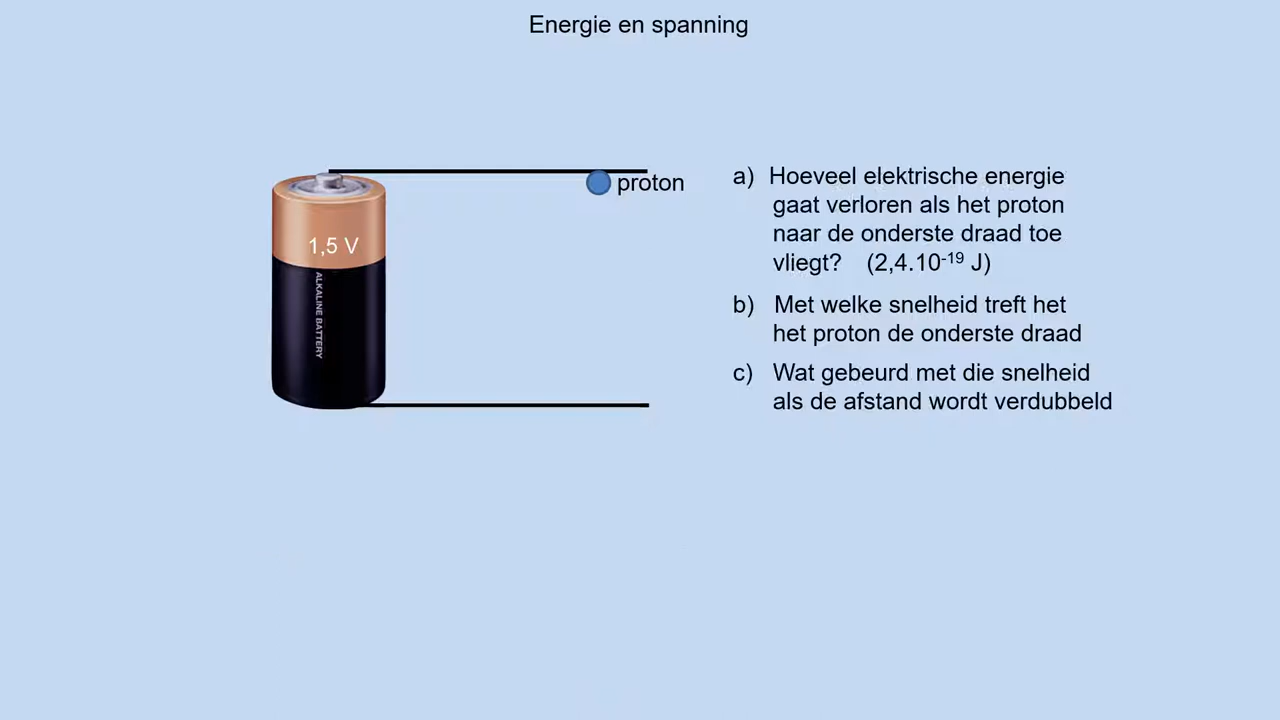 Energie en spanning
proton
1,5 V
ALKALINE BATTERY
a) Hoeveel elektrische energie
gaat verloren als het proton
naar de onderste draad toe
vliegt? (2,4.10⁻¹⁹ J)
b) Met welke snelheid treft het
het proton de onderste draad
c) Wat gebeurd met die snelheid
als de afstand wordt verdubbeld